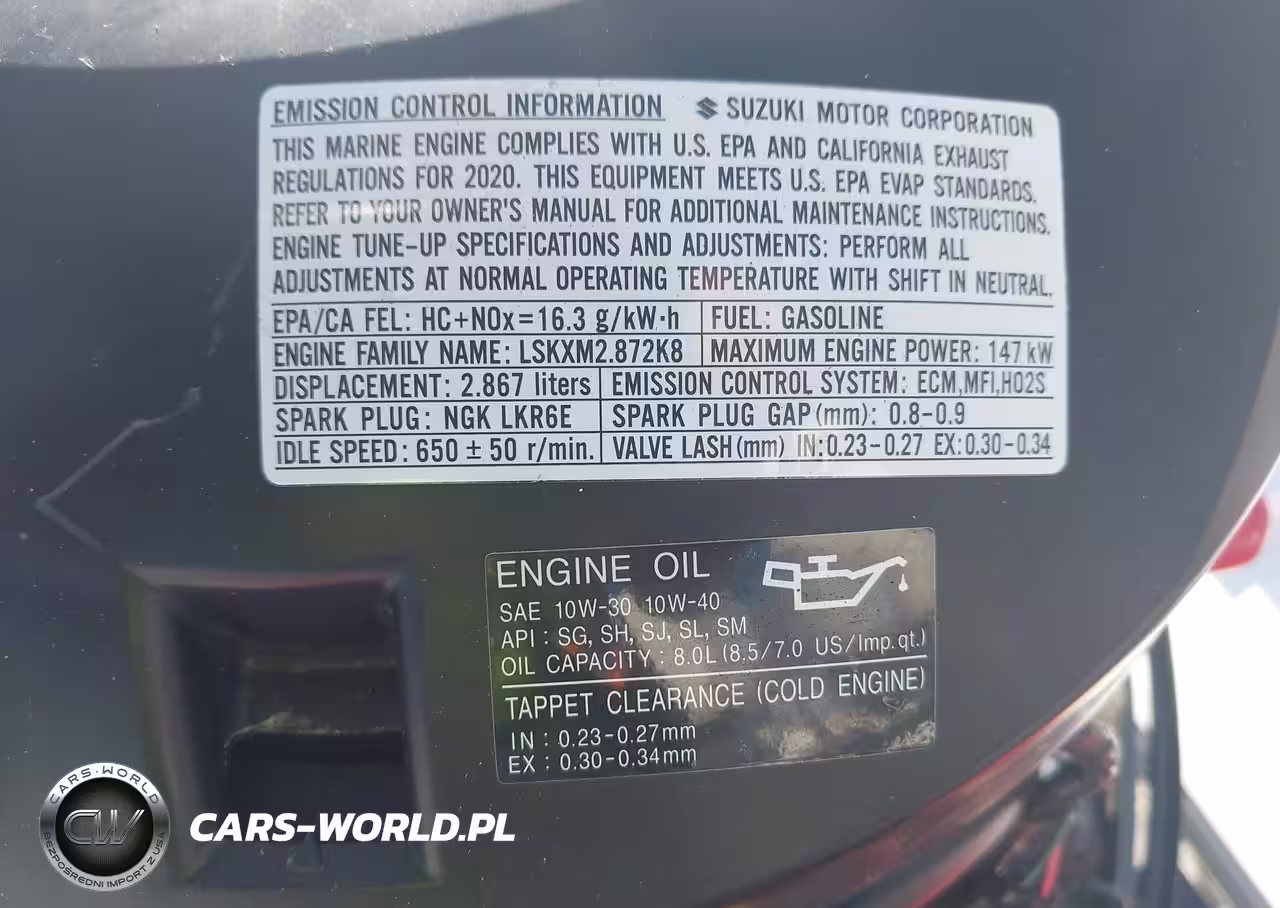 EMISSION CONTROL INFORMATION SUZUKI MOTOR CORPORATION
THIS MARINE ENGINE COMPLIES WITH U.S. EPA AND CALIFORNIA EXHAUST
REGULATIONS FOR 2020. THIS EQUIPMENT MEETS U.S. EPA EVAP STANDARDS.
REFER TO YOUR OWNER'S MANUAL FOR ADDITIONAL MAINTENANCE INSTRUCTIONS.
ENGINE TUNE-UP SPECIFICATIONS AND ADJUSTMENTS: PERFORM ALL
ADJUSTMENTS AT NORMAL OPERATING TEMPERATURE WITH SHIFT IN NEUTRAL.
EPA/CA FEL: HC+NOx=16.3 g/kW·h FUEL: GASOLINE
ENGINE FAMILY NAME: LSKXM2.872K8 MAXIMUM ENGINE POWER: 147 kW
DISPLACEMENT: 2.867 liters EMISSION CONTROL SYSTEM: ECM,MFI,HO2S
SPARK PLUG: NGK LKR6E SPARK PLUG GAP(mm): 0.8-0.9
IDLE SPEED: 650 ± 50 r/min. VALVE LASH(mm) IN:0.23-0.27 EX:0.30-0.34
ENGINE OIL
SAE 10W-30 10W-40
API : SG, SH, SJ, SL, SM
OIL CAPACITY : 8.0L (8.5/7.0 US/Imp.qt.)
TAPPET CLEARANCE (COLD ENGINE)
IN : 0.23-0.27mm
EX : 0.30-0.34mm
CARS-WORLD
CW
BEZPOŚREDNI IMPORT Z USA
CARS-WORLD.PL